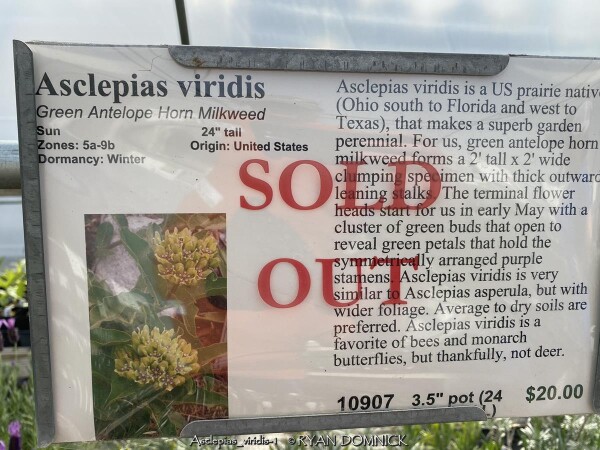 Asclepias viridis
Green Antelope Horn Milkweed
Sun 24" tall
Zones: 5a-9b Origin: United States
Dormancy: Winter
SOLD
OUT
Asclepias viridis is a US prairie native
(Ohio south to Florida and west to
Texas), that makes a superb garden
perennial. For us, green antelope horn
milkweed forms a 2' tall x 2' wide
clumping specimen with thick outward
leaning stalks. The terminal flower
heads start for us in early May with a
cluster of green buds that open to
reveal green petals that hold the
symmetrically arranged purple
stamens. Asclepias viridis is very
similar to Asclepias asperula, but with
wider foliage. Average to dry soils are
preferred. Asclepias viridis is a
favorite of bees and monarch
butterflies, but thankfully, not deer.
10907 3.5" pot (24 $20.00
Asclepias_viridis-1 © RYAN DOMNICK